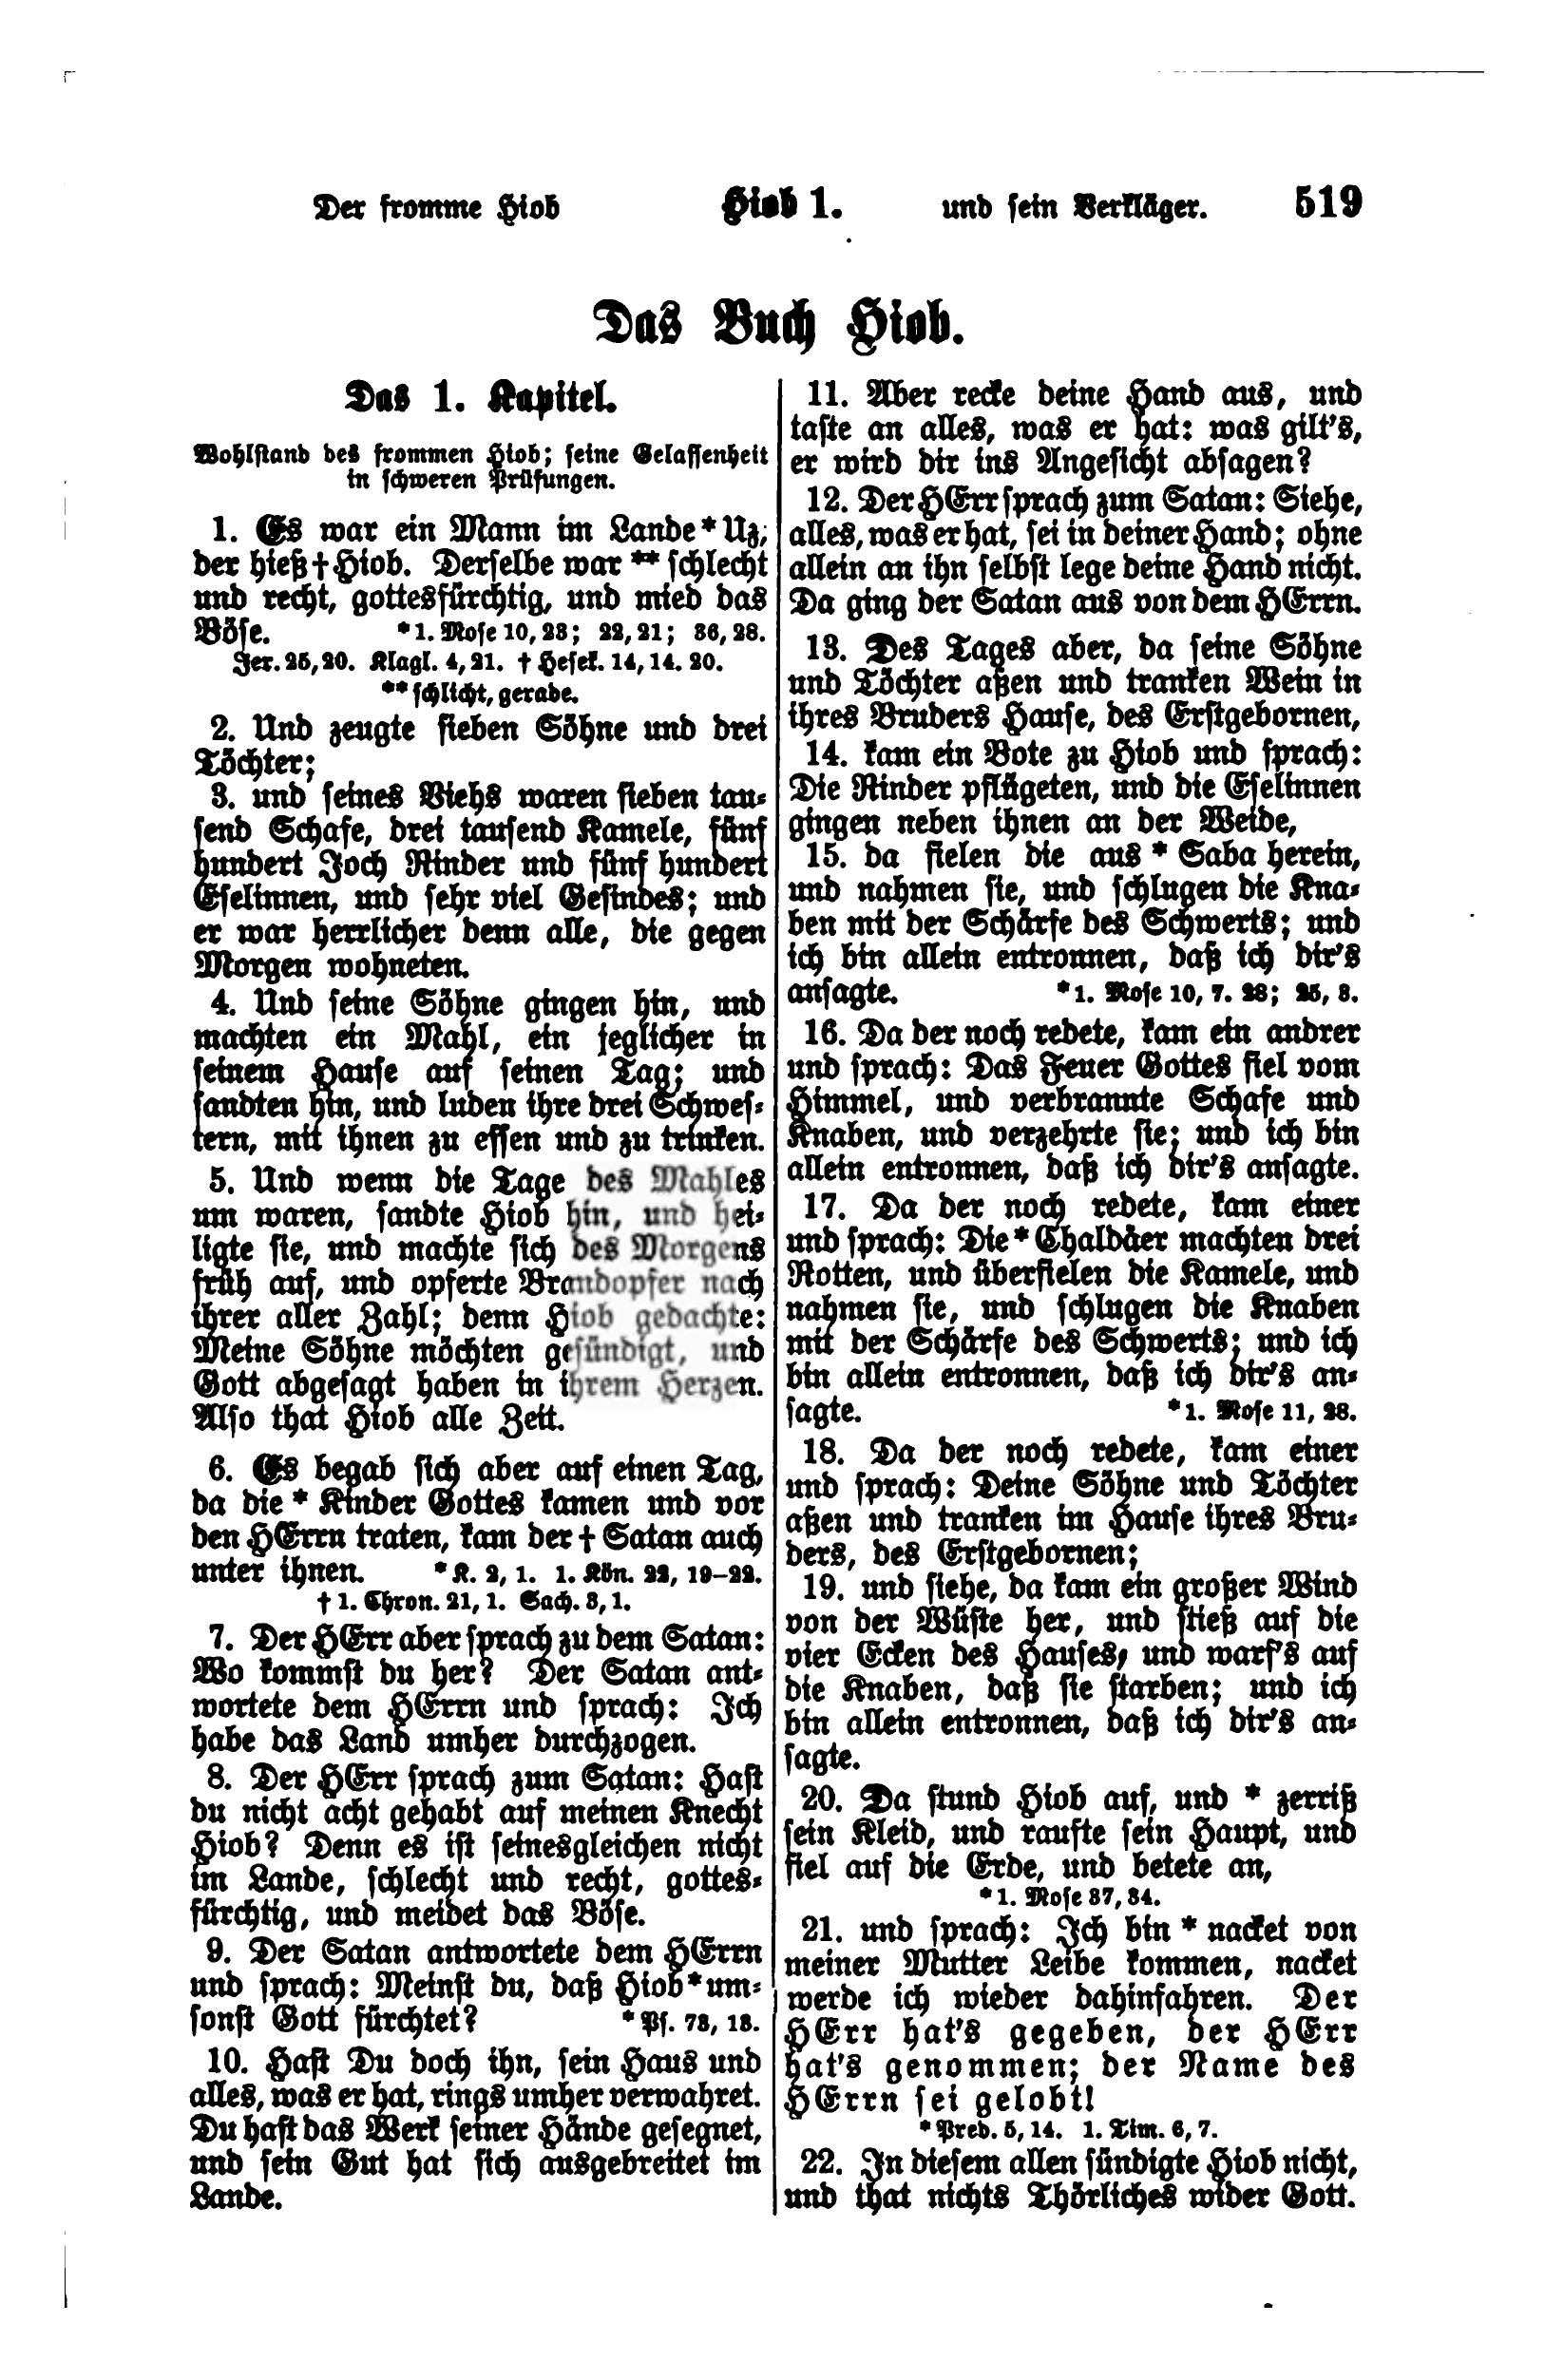 Der fromme Hiob Hiob 1. und sein Verkläger. 519
Das Buch Hiob.
Das 1. Kapitel.
Wohlstand des frommen Hiob; seine Gelassenheit
in schweren Prüfungen.
1. Es war ein Mann im Lande * Uz,
der hieß † Hiob. Derselbe war ** schlecht
und recht, gottesfürchtig, und mied das
Böse. *1. Mose 10, 23; 22, 21; 36, 28.
Jer. 25, 20. Klagl. 4, 21. † Hesek. 14, 14. 20.
** schlicht, gerade.
2. Und zeugte sieben Söhne und drei
Töchter;
3. und seines Viehs waren sieben tau-
send Schafe, drei tausend Kamele, fünf
hundert Joch Rinder und fünf hundert
Eselinnen, und sehr viel Gesindes; und
er war herrlicher denn alle, die gegen
Morgen wohneten.
4. Und seine Söhne gingen hin, und
machten ein Mahl, ein jeglicher in
seinem Hause auf seinen Tag; und
sandten hin, und luden ihre drei Schwes-
tern, mit ihnen zu essen und zu trinken.
5. Und wenn die Tage des Mahles
um waren, sandte Hiob hin, und hei-
ligte sie, und machte sich des Morgens
früh auf, und opferte Brandopfer nach
ihrer aller Zahl; denn Hiob gedachte:
Meine Söhne möchten gesündigt, und
Gott abgesagt haben in ihrem Herzen.
Also that Hiob alle Zeit.
6. Es begab sich aber auf einen Tag,
da die * Kinder Gottes kamen und vor
den HErrn traten, kam der † Satan auch
unter ihnen. *K. 2, 1. 1. Kön. 22, 19–22.
† 1. Chron. 21, 1. Sach. 3, 1.
7. Der HErr aber sprach zu dem Satan:
Wo kommst du her? Der Satan ant-
wortete dem HErrn und sprach: Ich
habe das Land umher durchzogen.
8. Der HErr sprach zum Satan: Hast
du nicht acht gehabt auf meinen Knecht
Hiob? Denn es ist seinesgleichen nicht
im Lande, schlecht und recht, gottes-
fürchtig, und meidet das Böse.
9. Der Satan antwortete dem HErrn
und sprach: Meinst du, daß Hiob * um-
sonst Gott fürchtet? * Ps. 73, 13.
10. Hast Du doch ihn, sein Haus und
alles, was er hat, rings umher verwahret.
Du hast das Werk seiner Hände gesegnet,
und sein Gut hat sich ausgebreitet im
Lande.
11. Aber recke deine Hand aus, und
taste an alles, was er hat: was gilt's,
er wird dir ins Angesicht absagen?
12. Der HErr sprach zum Satan: Siehe,
alles, was er hat, sei in deiner Hand; ohne
allein an ihn selbst lege deine Hand nicht.
Da ging der Satan aus von dem HErrn.
13. Des Tages aber, da seine Söhne
und Töchter aßen und tranken Wein in
ihres Bruders Hause, des Erstgebornen,
14. kam ein Bote zu Hiob und sprach:
Die Rinder pflügeten, und die Eselinnen
gingen neben ihnen an der Weide,
15. da fielen die aus * Saba herein,
und nahmen sie, und schlugen die Kna-
ben mit der Schärfe des Schwerts; und
ich bin allein entronnen, daß ich dir's
ansagte. *1. Mose 10, 7. 28; 25, 3.
16. Da der noch redete, kam ein andrer
und sprach: Das Feuer Gottes fiel vom
Himmel, und verbrannte Schafe und
Knaben, und verzehrte sie; und ich bin
allein entronnen, daß ich dir's ansagte.
17. Da der noch redete, kam einer
und sprach: Die * Chaldäer machten drei
Rotten, und überfielen die Kamele, und
nahmen sie, und schlugen die Knaben
mit der Schärfe des Schwerts; und ich
bin allein entronnen, daß ich dir's an-
sagte. *1. Mose 11, 28.
18. Da der noch redete, kam einer
und sprach: Deine Söhne und Töchter
aßen und tranken im Hause ihres Bru-
ders, des Erstgebornen;
19. und siehe, da kam ein großer Wind
von der Wüste her, und stieß auf die
vier Ecken des Hauses, und warf's auf
die Knaben, daß sie starben; und ich
bin allein entronnen, daß ich dir's an-
sagte.
20. Da stund Hiob auf, und * zerriß
sein Kleid, und raufte sein Haupt, und
fiel auf die Erde, und betete an,
*1. Mose 37, 34.
21. und sprach: Ich bin * nacket von
meiner Mutter Leibe kommen, nacket
werde ich wieder dahinfahren. Der
HErr hat's gegeben, der HErr
hat's genommen; der Name des
HErrn sei gelobt!
* Pred. 5, 14. 1. Tim. 6, 7.
22. In diesem allen sündigte Hiob nicht,
und that nichts Thörliches wider Gott.